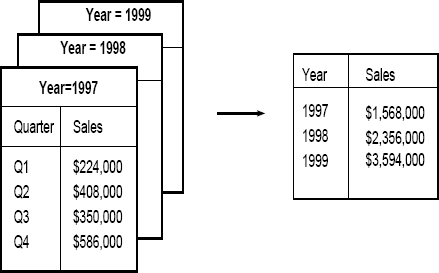 Year = 1999
Year = 1998
Year=1997
Quarter Sales
Q1 $224,000
Q2 $408,000
Q3 $350,000
Q4 $586,000
Year Sales
1997 $1,568,000
1998 $2,356,000
1999 $3,594,000